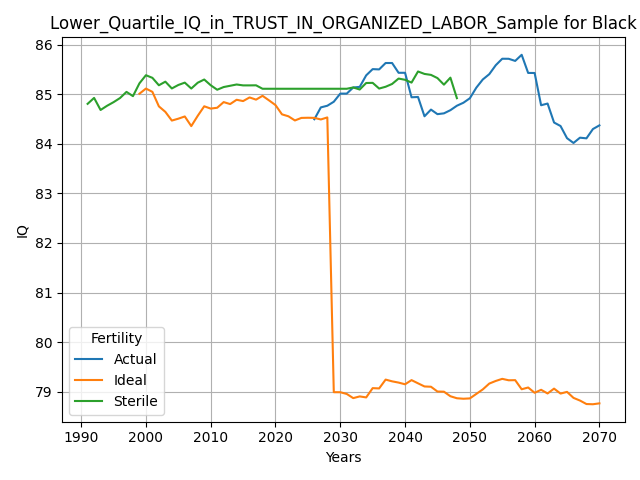 Lower_Quartile_IQ_in_TRUST_IN_ORGANIZED_LABOR_Sample for Black
86
85
84
83
82
81
80
79
IQ
Fertility
Actual
Ideal
Sterile
1990 2000 2010 2020 2030 2040 2050 2060 2070
Years